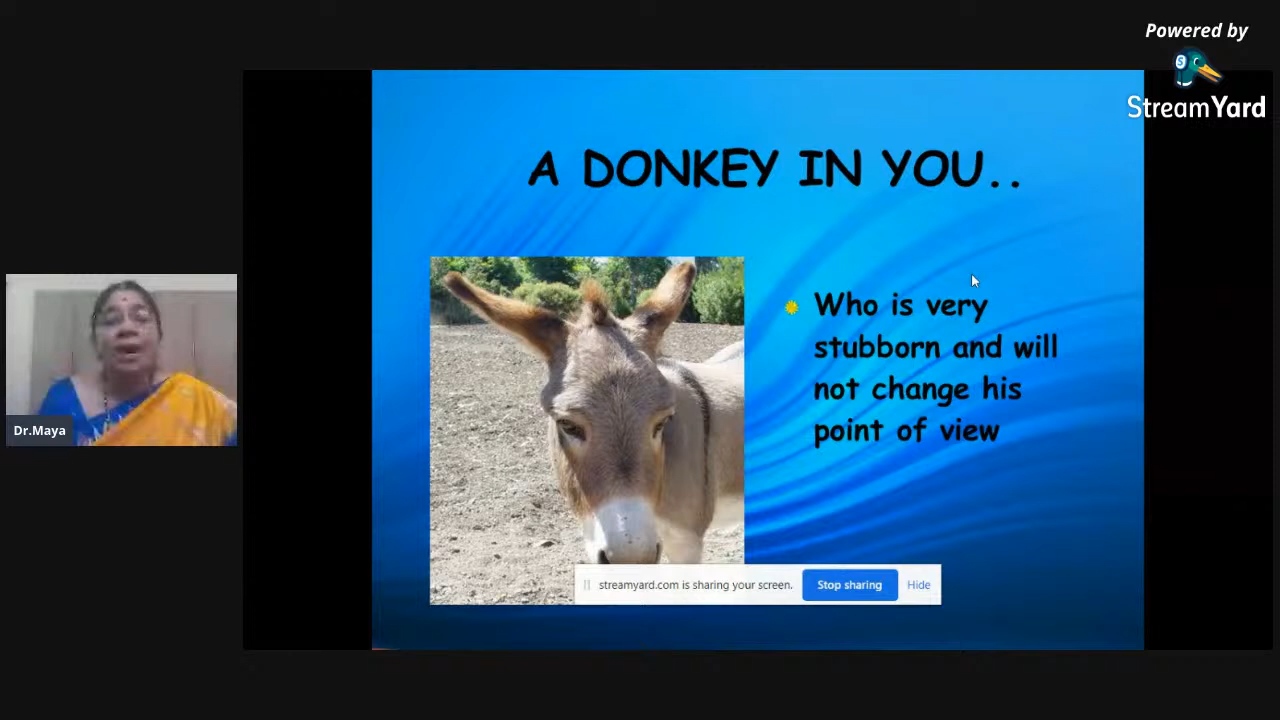 Powered by
StreamYard
A DONKEY IN YOU..
Who is very
stubborn and will
not change his
point of view
Dr.Maya
streamyard.com is sharing your screen.
Stop sharing
Hide